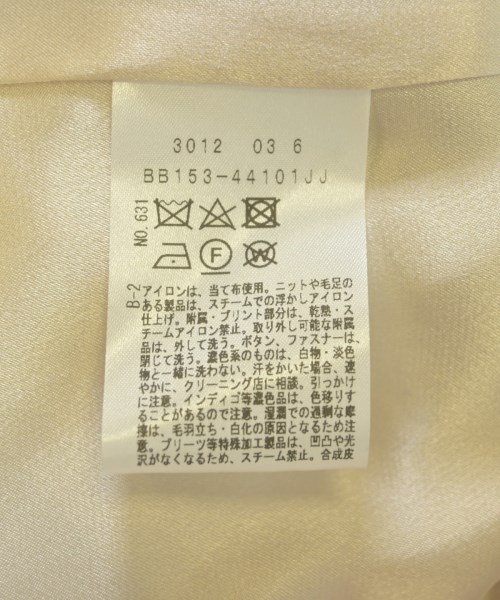 3012 03 6
BB153-44101JJ
NO.631
F
W
B-2
アイロンは、当て布使用。ニットや毛足の
ある製品は、スチームでの浮かしアイロン
仕上げ。附属・プリント部分は、乾熱・ス
チームアイロン禁止。取り外し可能な附属
品は、外して洗う。ボタン、ファスナーは、
閉じて洗う。濃色系のものは、白物・淡色
物と一緒に洗わない。汗をかいた場合、速
やかに、クリーニング店に相談。引っかけ
に注意。インディゴ等濃色品は、色移りす
ることがあるので注意。湿潤での過剰な摩
擦は、毛羽立ち・白化の原因となるため注
意。プリーツ等特殊加工製品は、凹凸や光
沢がなくなるため、スチーム禁止。合成皮